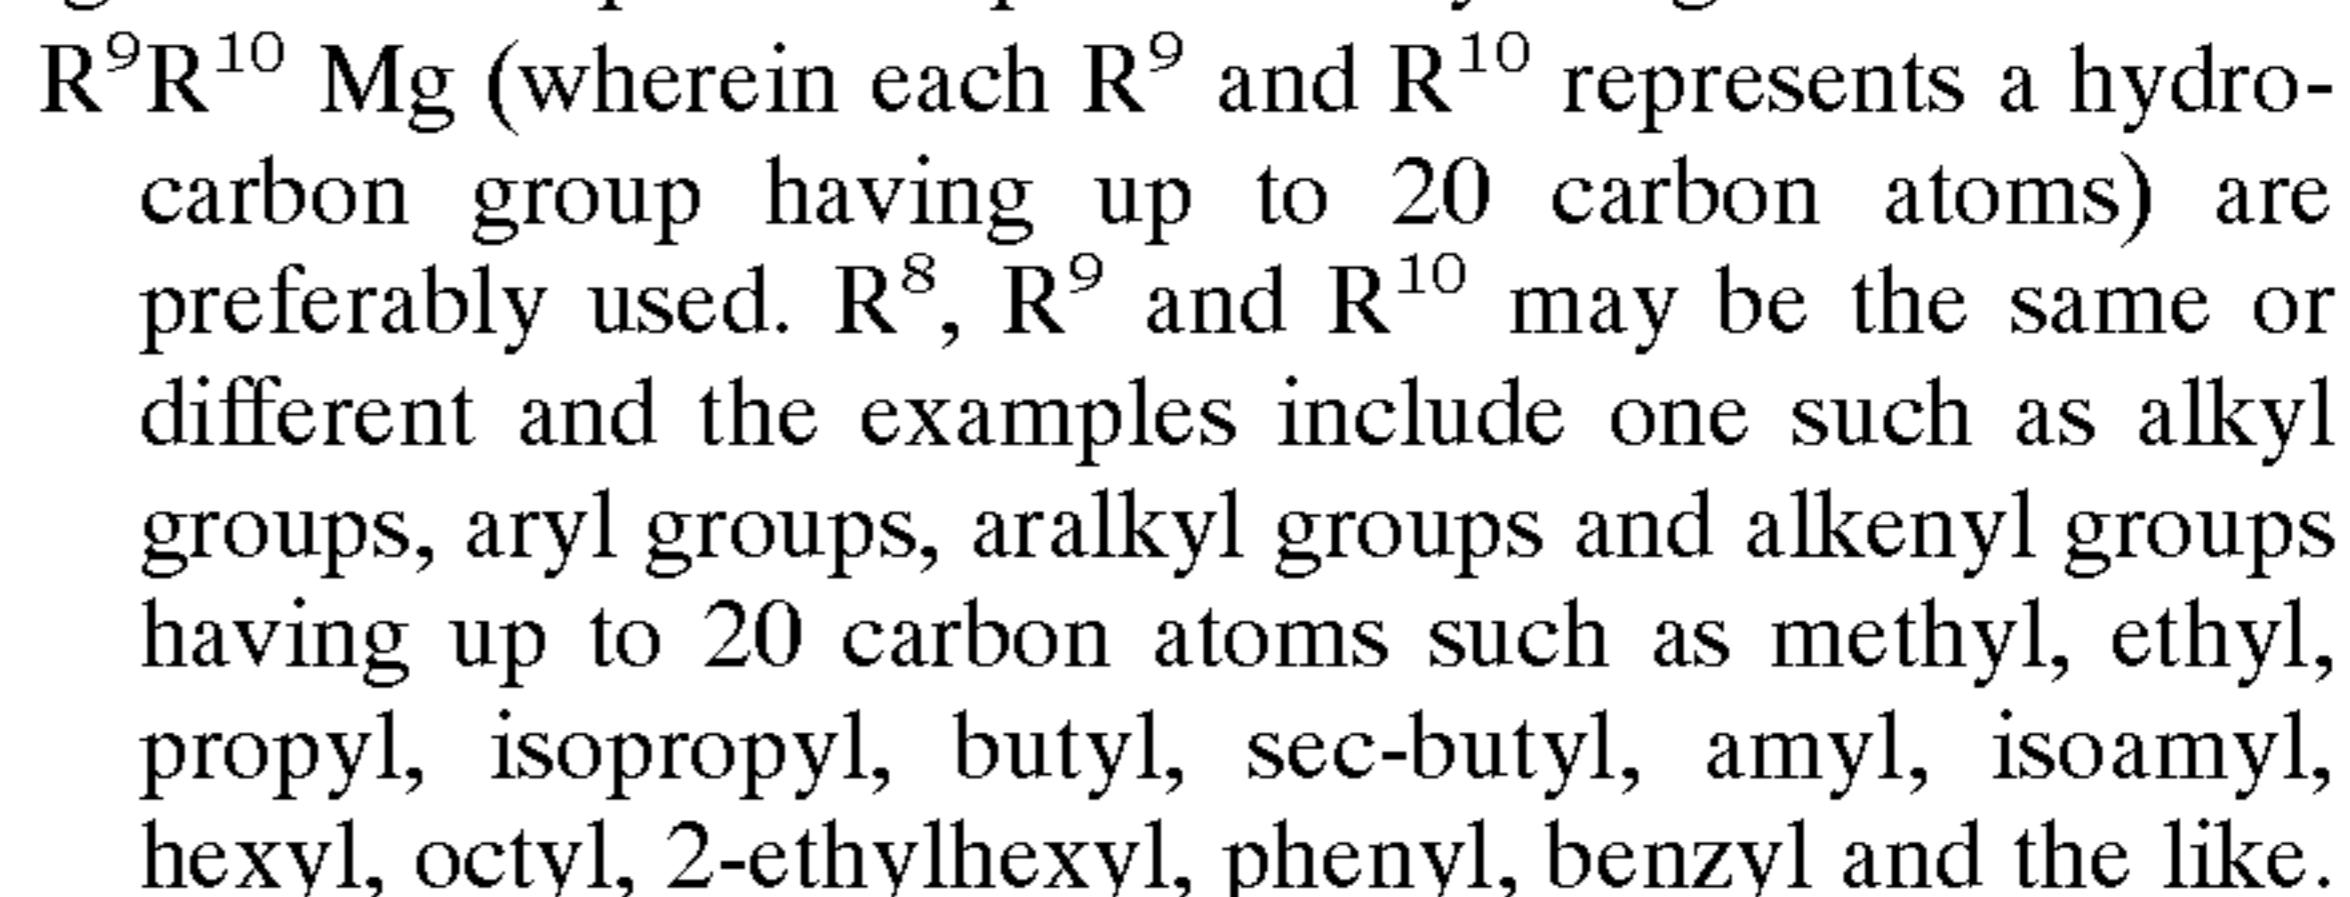 R⁹R¹⁰ Mg (wherein each R⁹ and R¹⁰ represents a hydro-
carbon group having up to 20 carbon atoms) are
preferably used. R⁸, R⁹ and R¹⁰ may be the same or
different and the examples include one such as alkyl
groups, aryl groups, aralkyl groups and alkenyl groups
having up to 20 carbon atoms such as methyl, ethyl,
propyl, isopropyl, butyl, sec-butyl, amyl, isoamyl,
hexyl, octyl, 2-ethylhexyl, phenyl, benzyl and the like.